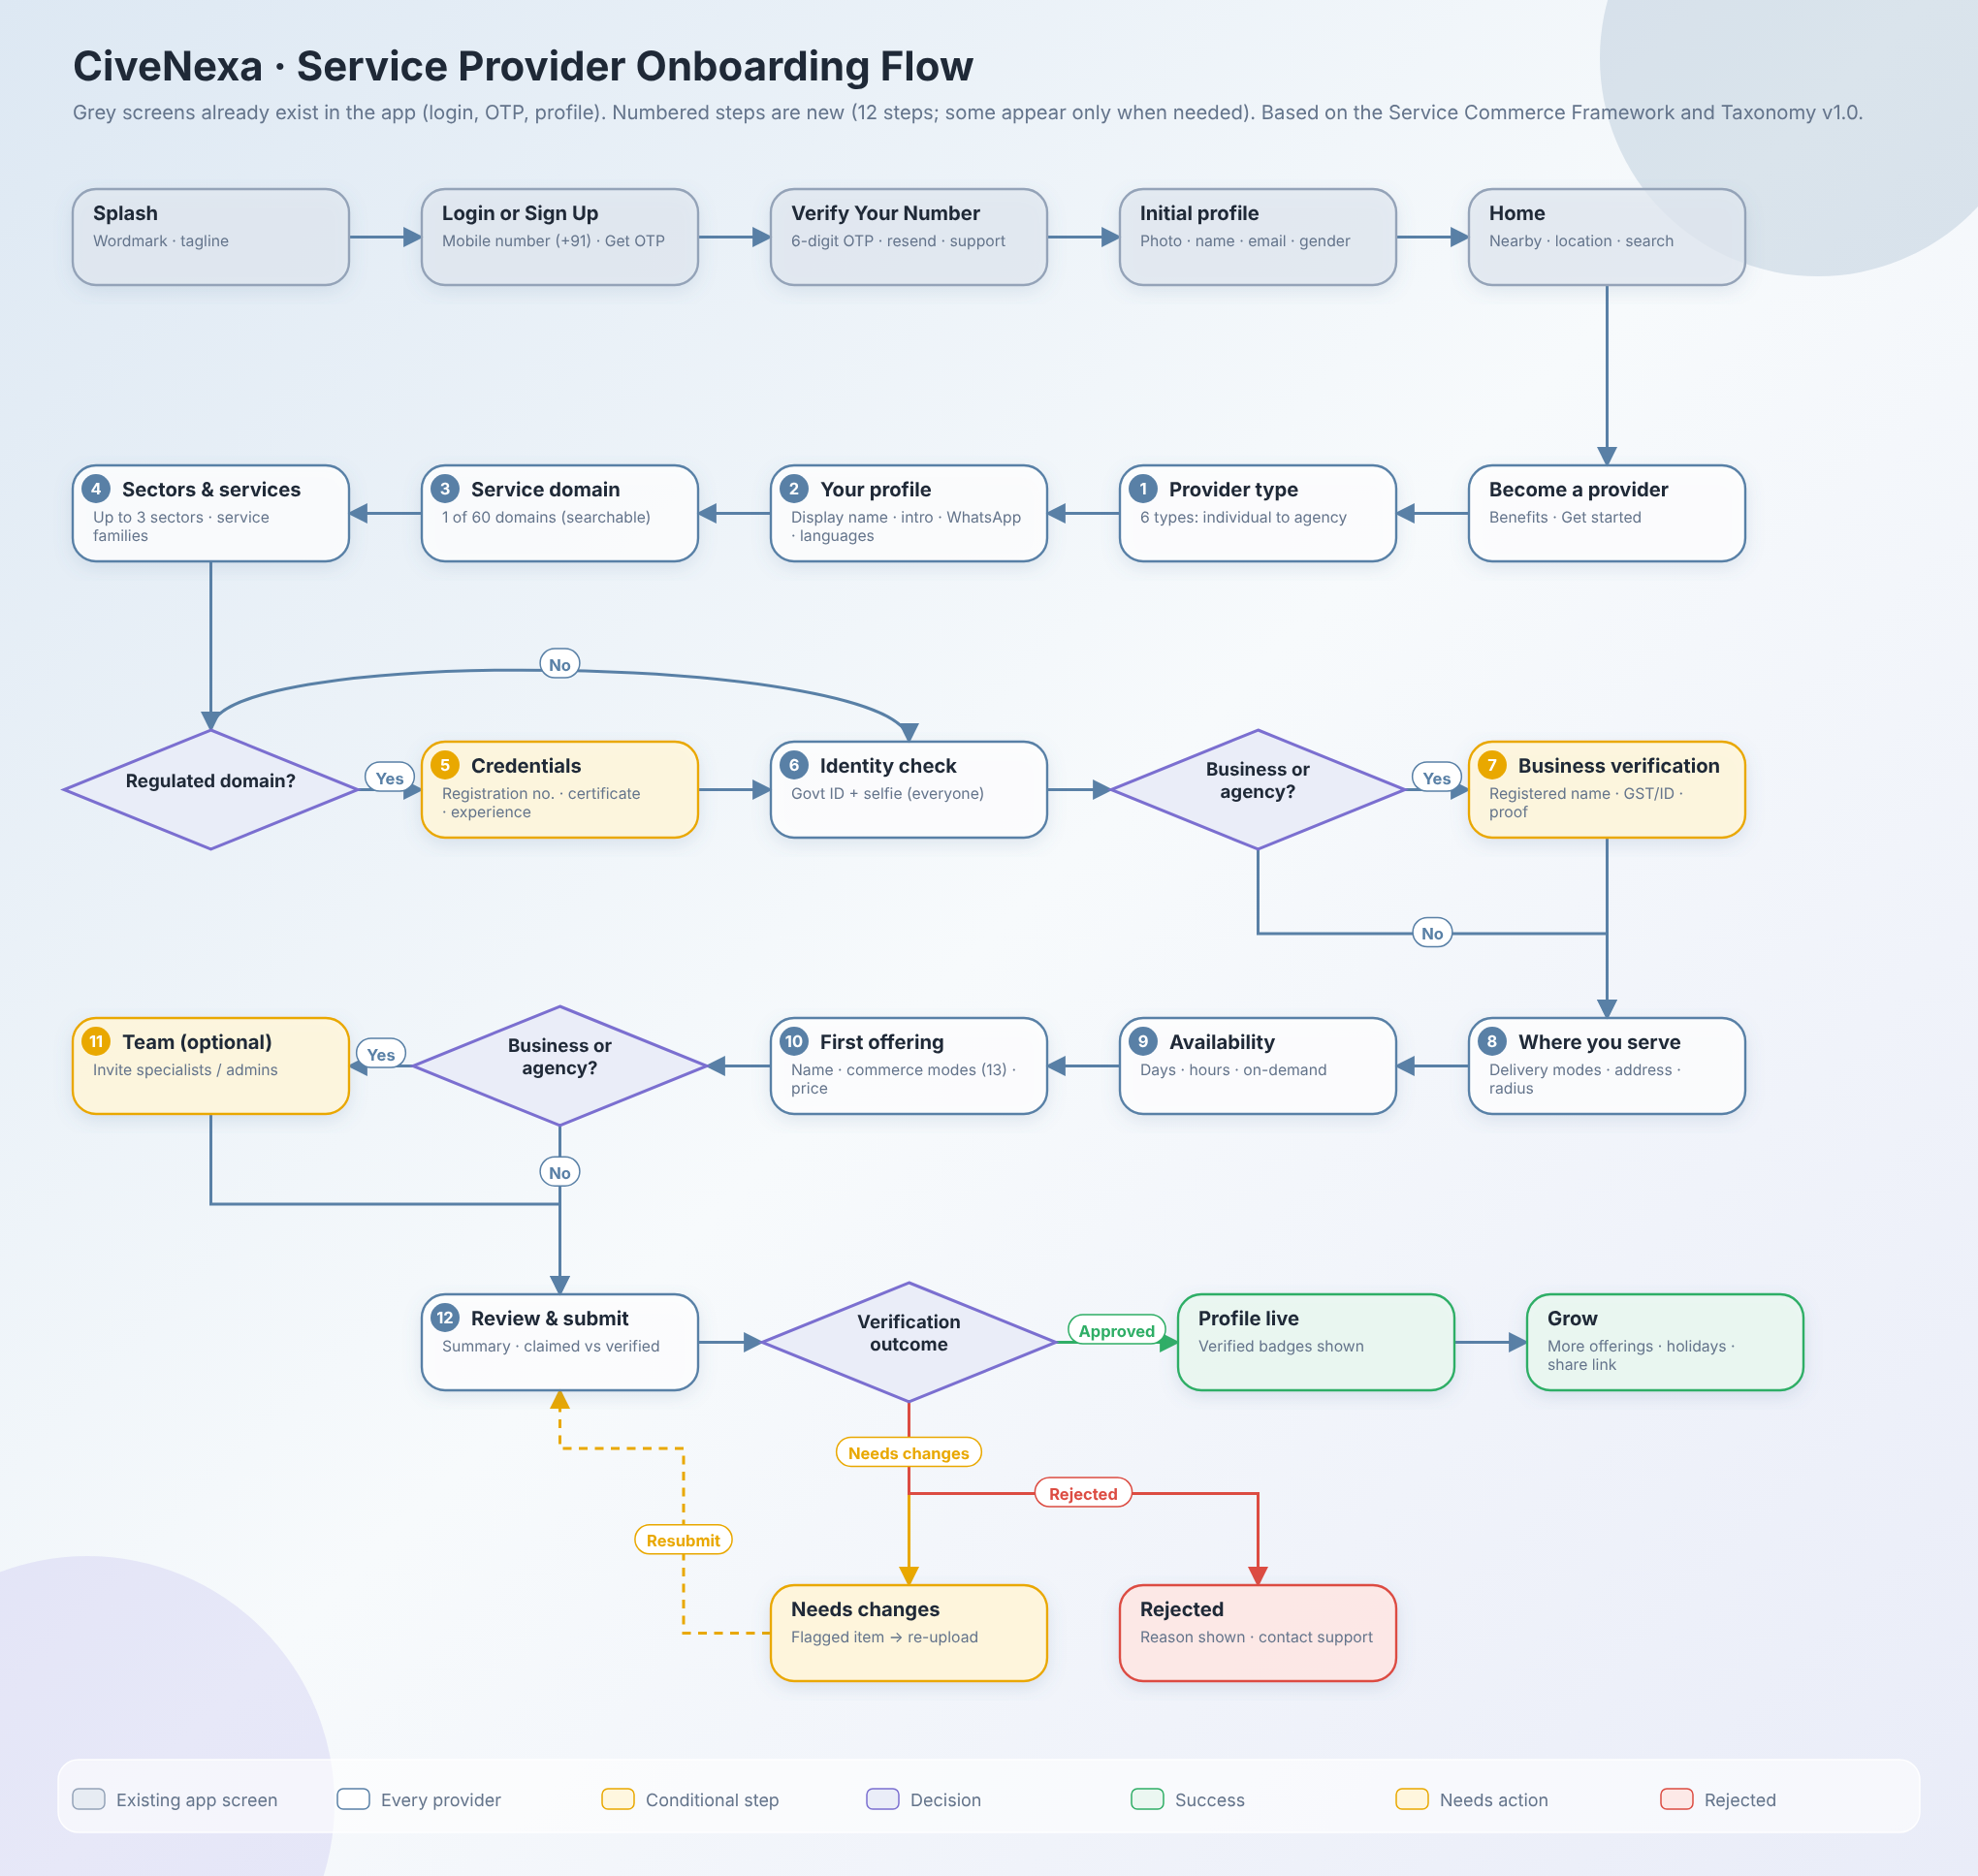 CiveNexa · Service Provider Onboarding Flow
Grey screens already exist in the app (login, OTP, profile). Numbered steps are new (12 steps; some appear only when needed). Based on the Service Commerce Framework and Taxonomy v1.0.
Splash
Wordmark · tagline
Login or Sign Up
Mobile number (+91) · Get OTP
Verify Your Number
6-digit OTP · resend · support
Initial profile
Photo · name · email · gender
Home
Nearby · location · search
4 Sectors & services
Up to 3 sectors · service
families
3 Service domain
1 of 60 domains (searchable)
2 Your profile
Display name · intro · WhatsApp
· languages
1 Provider type
6 types: individual to agency
Become a provider
Benefits · Get started
No
Regulated domain?
Yes
5 Credentials
Registration no. · certificate
· experience
6 Identity check
Govt ID + selfie (everyone)
Business or
agency?
Yes
7 Business verification
Registered name · GST/ID ·
proof
No
11 Team (optional)
Invite specialists / admins
Yes
Business or
agency?
10 First offering
Name · commerce modes (13) ·
price
9 Availability
Days · hours · on-demand
8 Where you serve
Delivery modes · address ·
radius
No
12 Review & submit
Summary · claimed vs verified
Verification
outcome
Approved
Profile live
Verified badges shown
Grow
More offerings · holidays ·
share link
Needs changes
Rejected
Resubmit
Needs changes
Flagged item → re-upload
Rejected
Reason shown · contact support
Existing app screen
Every provider
Conditional step
Decision
Success
Needs action
Rejected